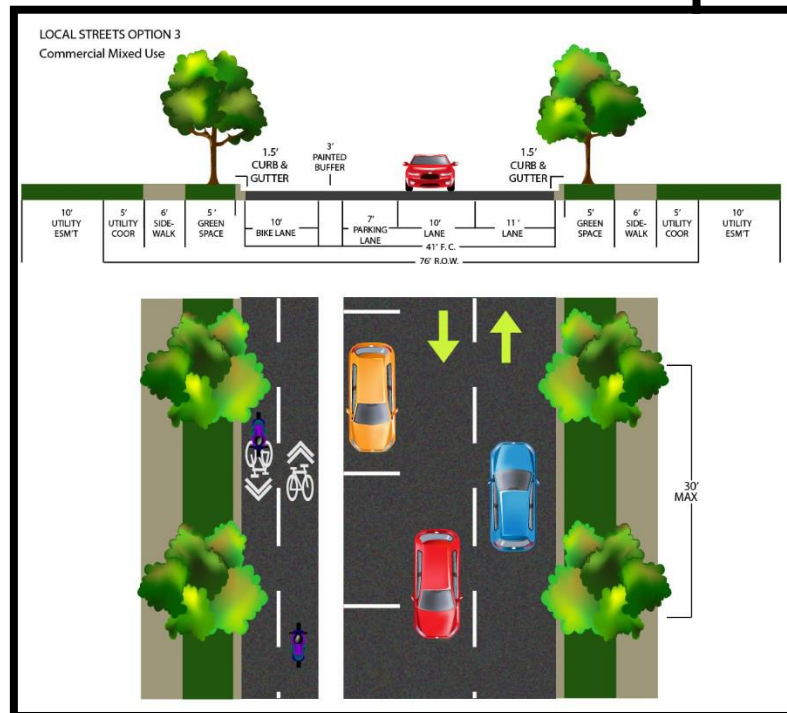 LOCAL STREETS OPTION 3
Commercial Mixed Use
1.5'
CURB &
GUTTER
3'
PAINTED
BUFFER
1.5'
CURB &
GUTTER
10'
UTILITY
ESM'T
5'
UTILITY
COOR
6'
SIDE-
WALK
5'
GREEN
SPACE
10'
BIKE LANE
7'
PARKING
LANE
10'
LANE
11'
LANE
5'
GREEN
SPACE
6'
SIDE-
WALK
5'
UTILITY
COOR
10'
UTILITY
ESM'T
41' F. C.
76' R.O.W.
30'
MAX